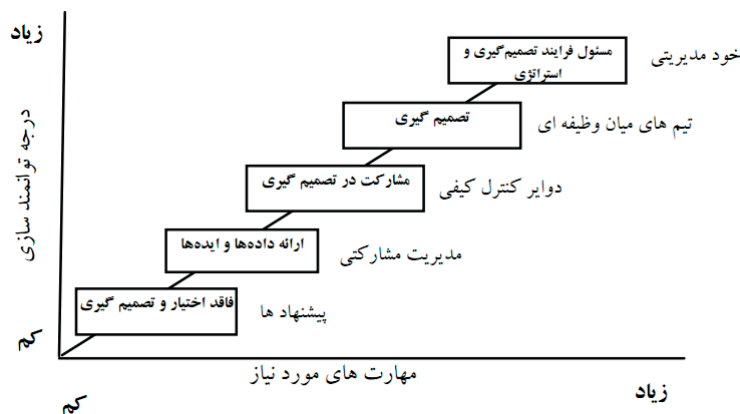 زیاد
مسئول فرایند تصمیم‌گیری و
استراتژی
خود مدیریتی
تصمیم گیری
تیم های میان وظیفه ای
درجه توانمند سازی
مشارکت در تصمیم گیری
دوایر کنترل کیفی
ارائه داده‌ها و ایده‌ها
مدیریت مشارکتی
فاقد اختیار و تصمیم گیری
پیشنهاد ها
کم
مهارت های مورد نیاز
زیاد
کم